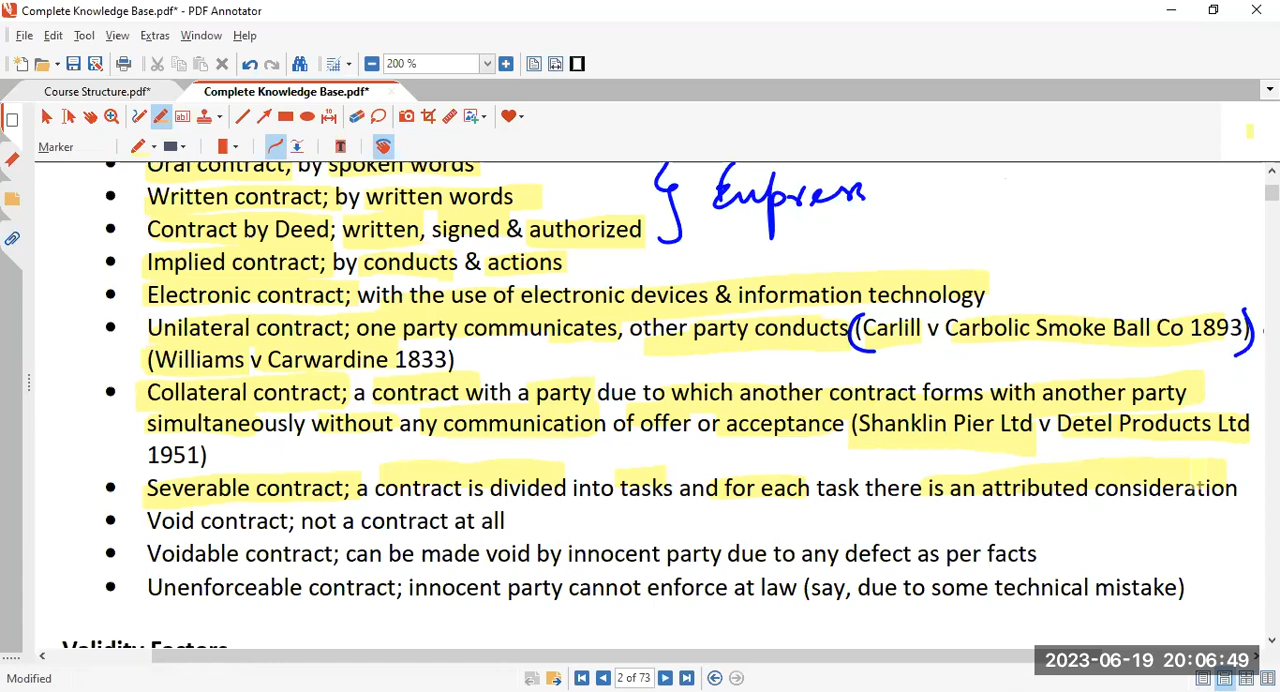 Complete Knowledge Base.pdf* - PDF Annotator
File Edit Tool View Extras Window Help
200 %
Course Structure.pdf* Complete Knowledge Base.pdf*
Marker
Oral contract; by spoken words
Written contract; by written words
Express
Contract by Deed; written, signed & authorized
Implied contract; by conducts & actions
Electronic contract; with the use of electronic devices & information technology
Unilateral contract; one party communicates, other party conducts (Carlill v Carbolic Smoke Ball Co 1893)
(Williams v Carwardine 1833)
Collateral contract; a contract with a party due to which another contract forms with another party
simultaneously without any communication of offer or acceptance (Shanklin Pier Ltd v Detel Products Ltd
1951)
Severable contract; a contract is divided into tasks and for each task there is an attributed consideration
Void contract; not a contract at all
Voidable contract; can be made void by innocent party due to any defect as per facts
Unenforceable contract; innocent party cannot enforce at law (say, due to some technical mistake)
Validity Factors
2023-06-19 20:06:49
Modified
2 of 73